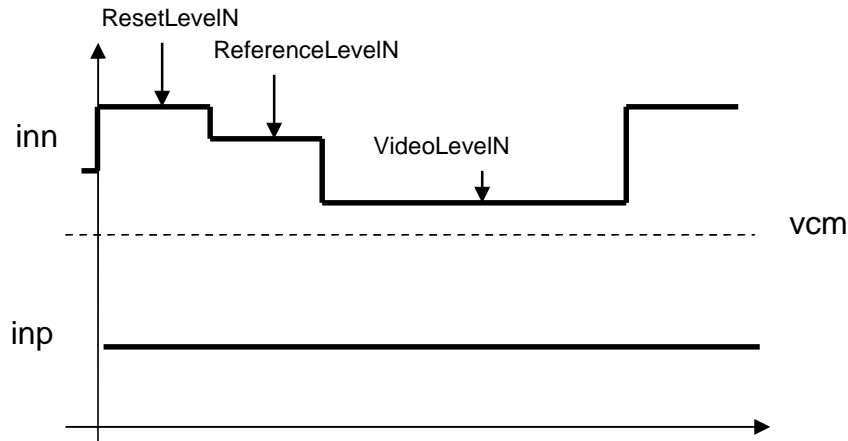 ResetLevelN
ReferenceLevelN
inn
VideoLevelN
vcm
inp